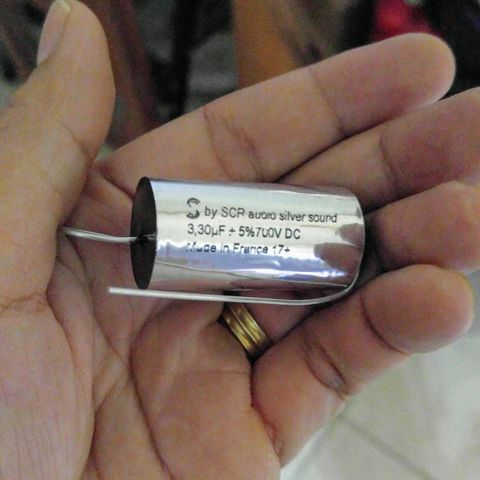 S by SCR audio silver sound
3,30µF ± 5%700V DC
Made in France 17+